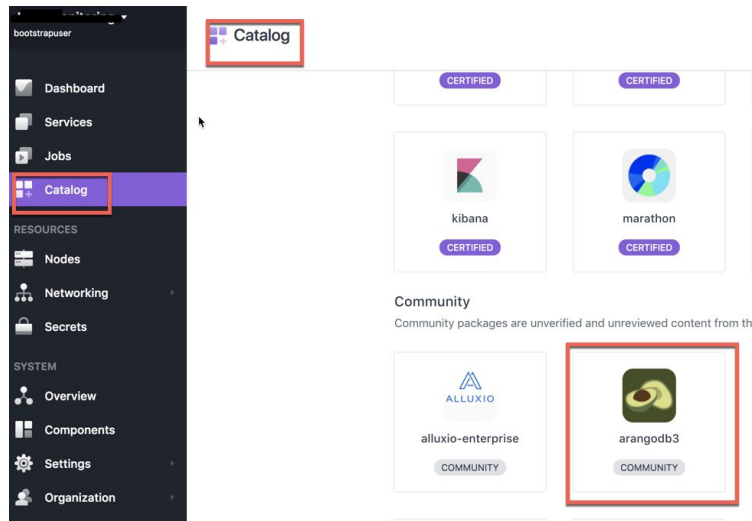 bootstrapuser
Dashboard
Services
Jobs
Catalog
RESOURCES
Nodes
Networking
Secrets
SYSTEM
Overview
Components
Settings
Organization
Catalog
CERTIFIED
CERTIFIED
kibana
CERTIFIED
marathon
CERTIFIED
Community
Community packages are unverified and unreviewed content from th
ALLUXIO
alluxio-enterprise
COMMUNITY
arangodb3
COMMUNITY